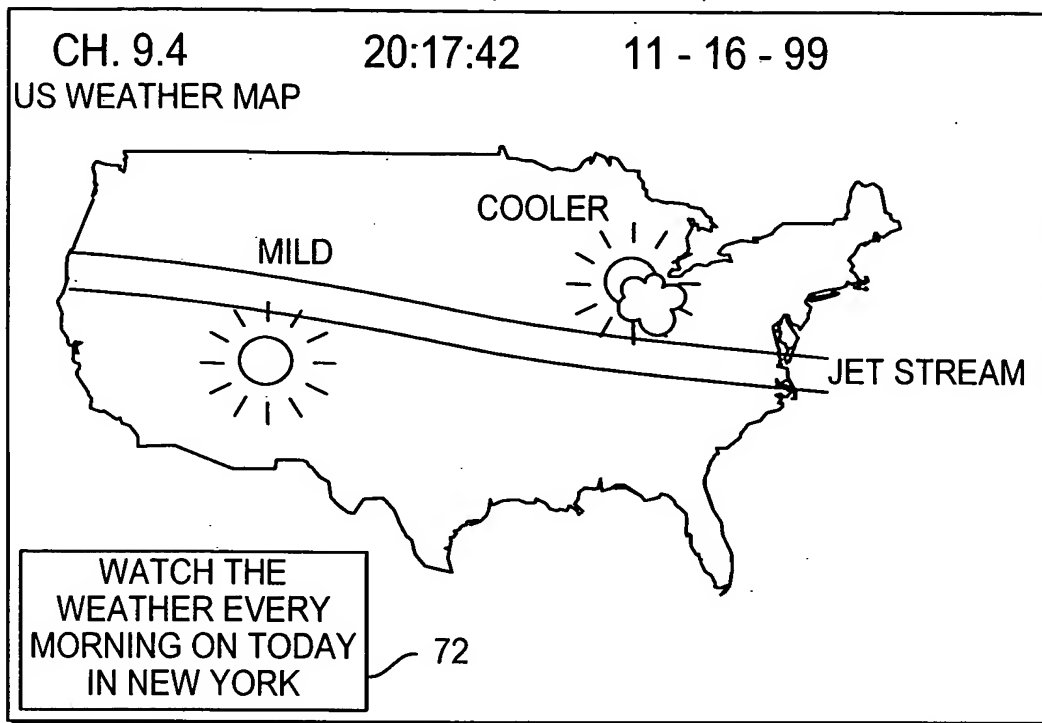 CH. 9.4 20:17:42 11 - 16 - 99
US WEATHER MAP
COOLER
MILD
JET STREAM
WATCH THE
WEATHER EVERY
MORNING ON TODAY
IN NEW YORK
72